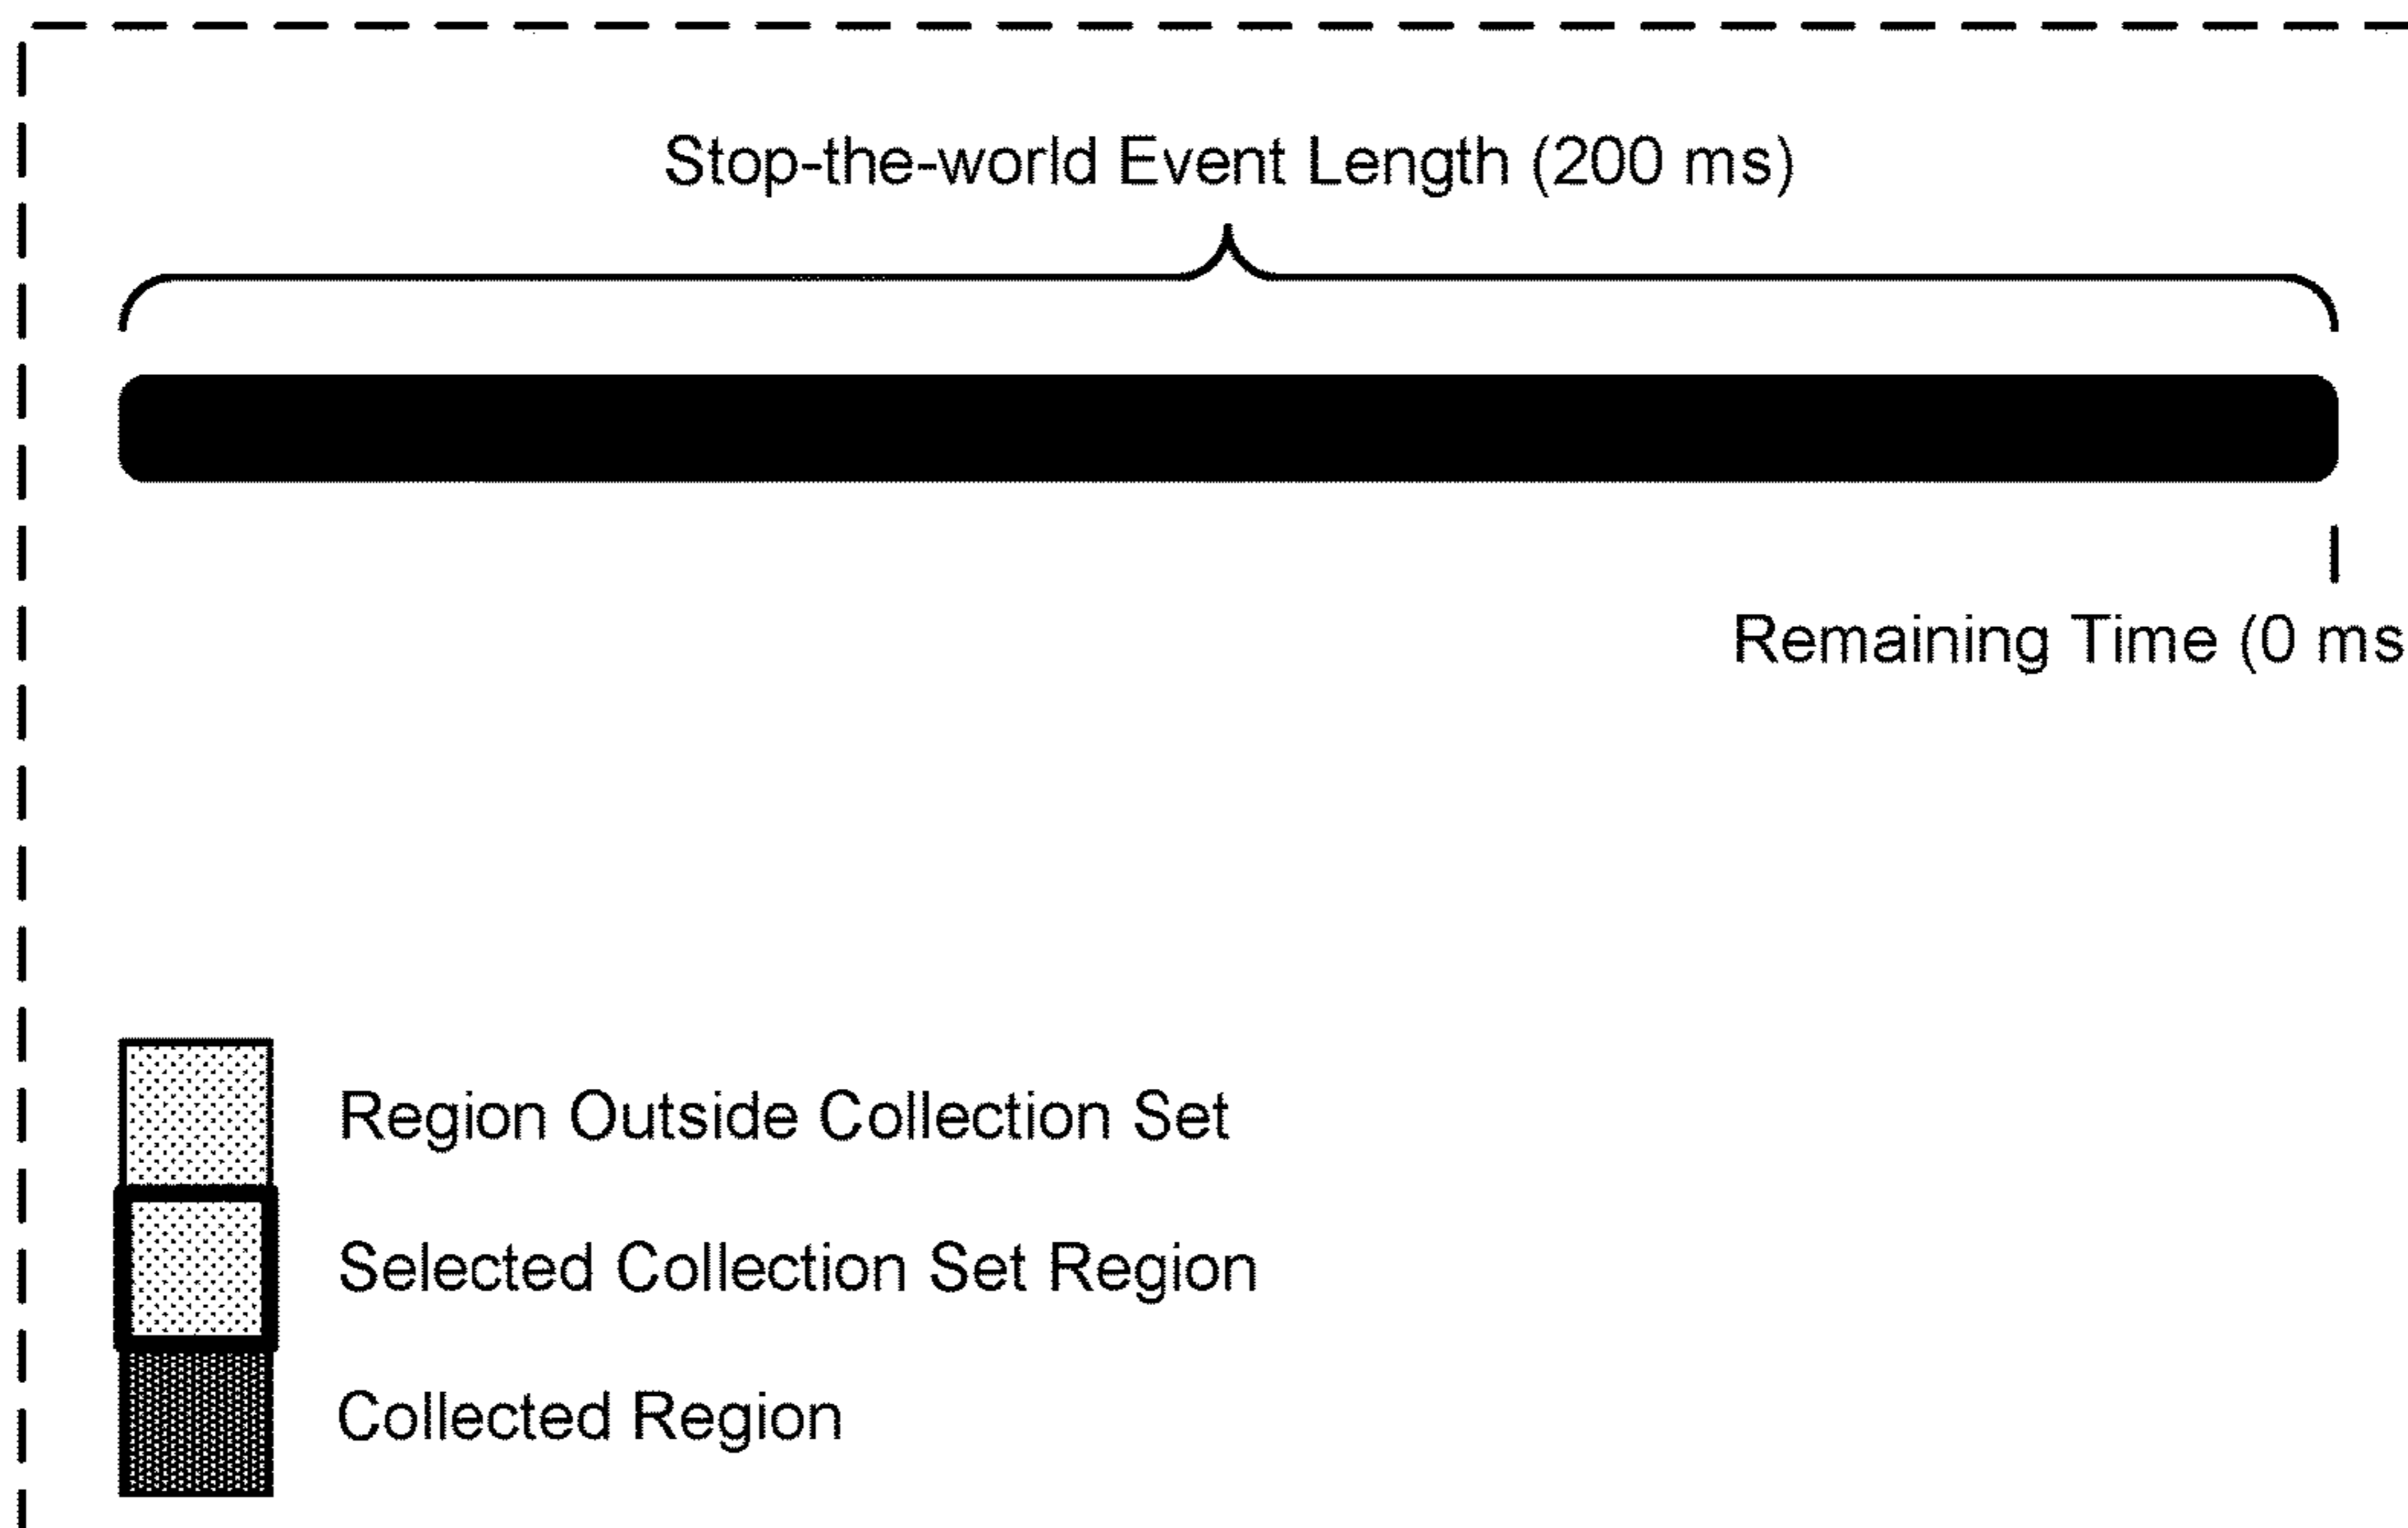 Stop-the-world Event Length (200 ms)
Remaining Time (0 ms
Region Outside Collection Set
Selected Collection Set Region
Collected Region